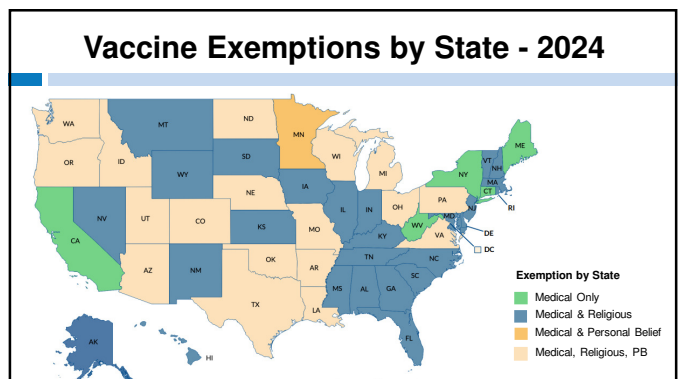 Vaccine Exemptions by State - 2024
WA
MT
ND
MN
ME
OR
ID
SD
WI
MI
NY
VT
NH
MA
CT
RI
WY
IA
NE
PA
NJ
OH
NV
UT
CO
IL
IN
WV
MD
VA
DE
DC
CA
KS
MO
KY
AZ
NM
OK
AR
TN
NC
SC
TX
LA
MS
AL
GA
FL
AK
HI
Exemption by State
Medical Only
Medical & Religious
Medical & Personal Belief
Medical, Religious, PB